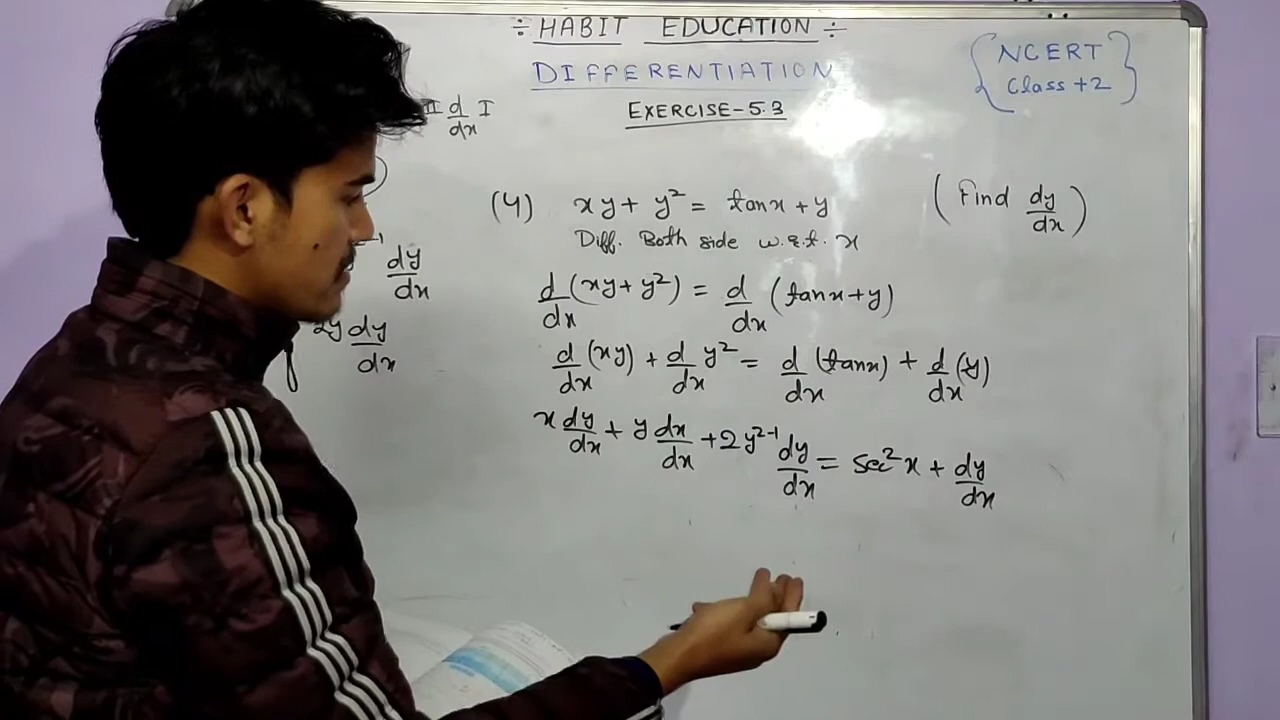 ÷ HABIT EDUCATION ÷
DIFFERENTIATION
EXERCISE-5.3
{NCERT
Class +2}
II d/dx I
(4) xy + y² = tanx + y (Find dy/dx)
Diff. Both side w.r.t. x
d/dx (xy + y²) = d/dx (tanx + y)
d/dx (xy) + d/dx y² = d/dx (tanx) + d/dx (y)
x dy/dx + y dx/dx + 2y²⁻¹ dy/dx = sec²x + dy/dx
⁻¹ dy/dx
2y dy/dx